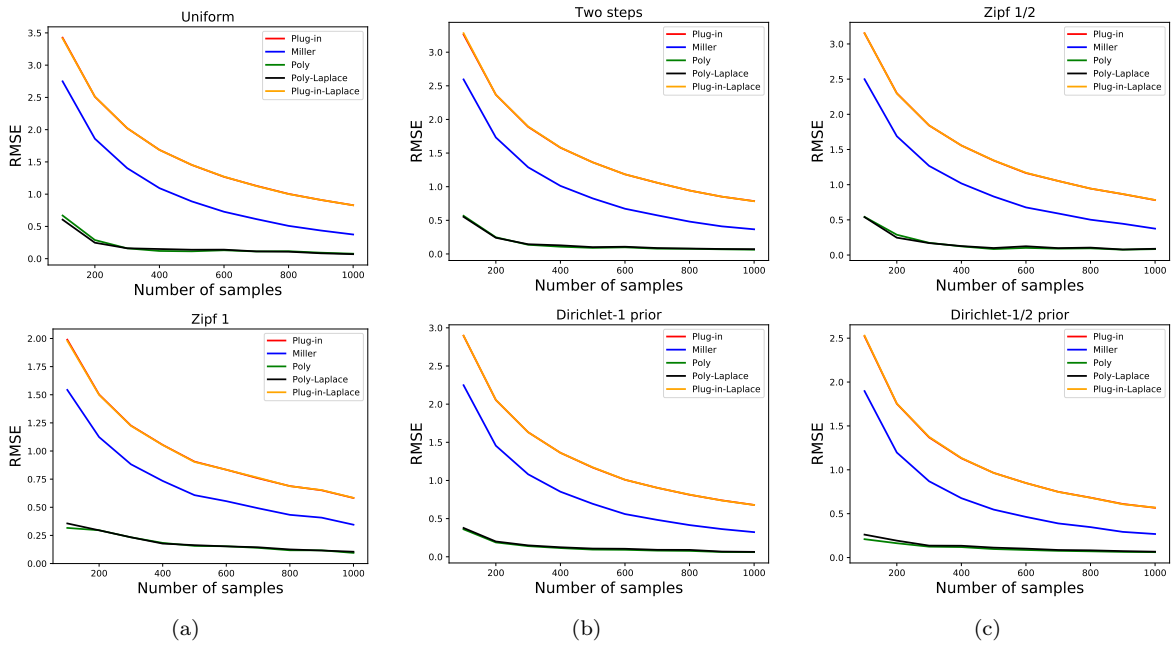 Uniform
RMSE
3.5
3.0
2.5
2.0
1.5
1.0
0.5
0.0
Plug-in
Miller
Poly
Poly-Laplace
Plug-in-Laplace
200 400 600 800 1000
Number of samples
Two steps
RMSE
3.0
2.5
2.0
1.5
1.0
0.5
0.0
Plug-in
Miller
Poly
Poly-Laplace
Plug-in-Laplace
200 400 600 800 1000
Number of samples
Zipf 1/2
RMSE
3.0
2.5
2.0
1.5
1.0
0.5
0.0
Plug-in
Miller
Poly
Poly-Laplace
Plug-in-Laplace
200 400 600 800 1000
Number of samples
Zipf 1
RMSE
2.00
1.75
1.50
1.25
1.00
0.75
0.50
0.25
0.00
Plug-in
Miller
Poly
Poly-Laplace
Plug-in-Laplace
200 400 600 800 1000
Number of samples
Dirichlet-1 prior
RMSE
3.0
2.5
2.0
1.5
1.0
0.5
0.0
Plug-in
Miller
Poly
Poly-Laplace
Plug-in-Laplace
200 400 600 800 1000
Number of samples
Dirichlet-1/2 prior
RMSE
2.5
2.0
1.5
1.0
0.5
0.0
Plug-in
Miller
Poly
Poly-Laplace
Plug-in-Laplace
200 400 600 800 1000
Number of samples
(a) (b) (c)